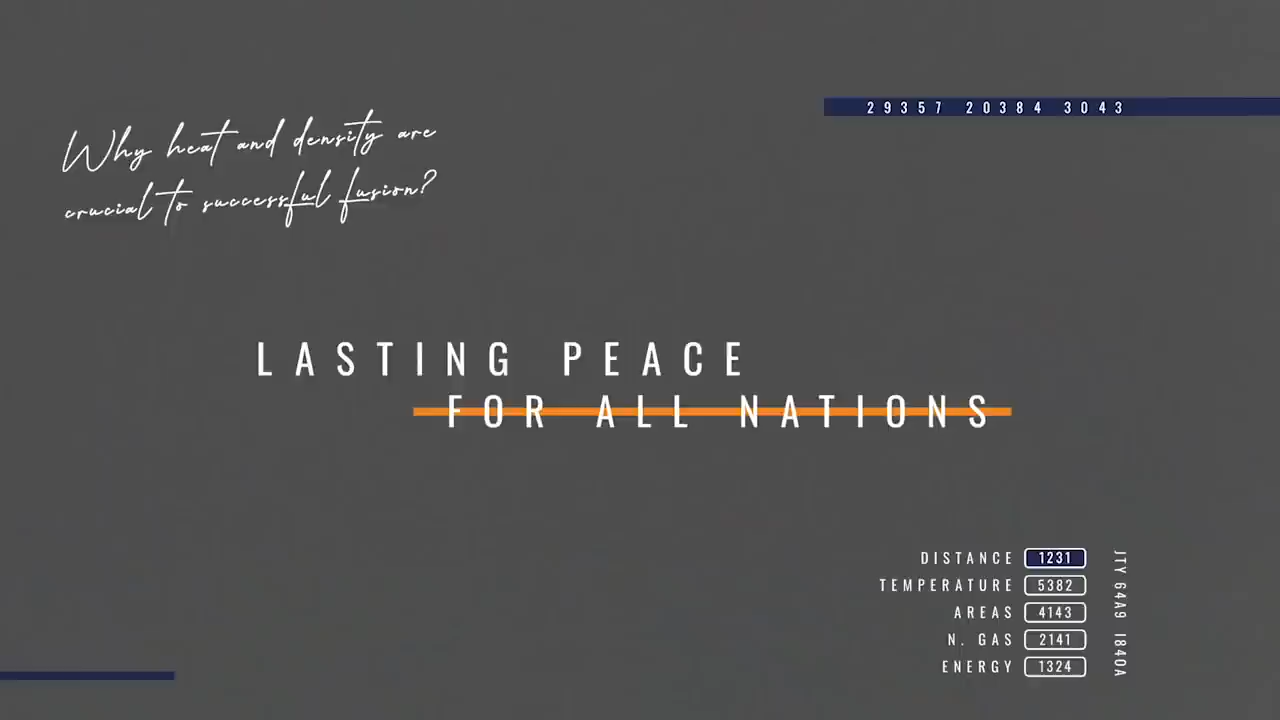 Why heat and density are
crucial to successful fusion?
29357 20384 3043
LASTING PEACE
FOR ALL NATIONS
DISTANCE 1231
TEMPERATURE 5382
AREAS 4143
N. GAS 2141
ENERGY 1324
JTY 64A9 I840A